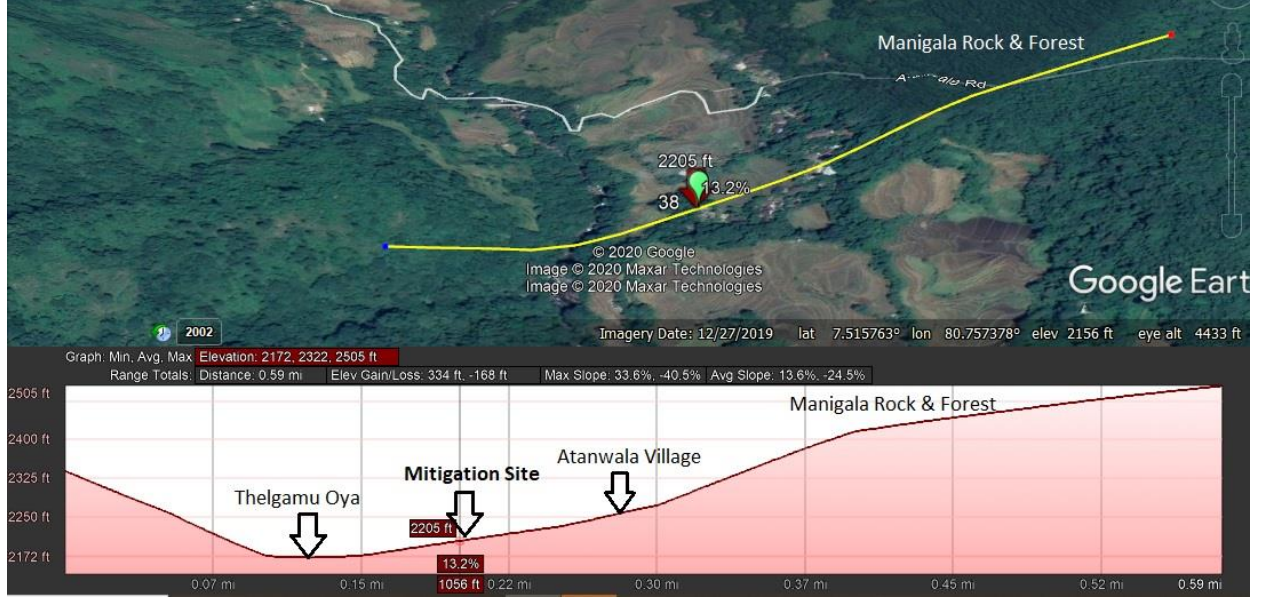 Manigala Rock & Forest
2205 ft
13.2%
38
© 2020 Google
Image © 2020 Maxar Technologies
Image © 2020 Maxar Technologies
Google Eart
2002
Imagery Date: 12/27/2019 lat 7.515763° lon 80.757378° elev 2156 ft eye alt 4433 ft
Graph: Min, Avg, Max Elevation: 2172, 2322, 2505 ft
Range Totals: Distance: 0.59 mi Elev Gain/Loss: 334 ft, -168 ft Max Slope: 33.6%, -40.5% Avg Slope: 13.6%, -24.5%
2505 ft
Manigala Rock & Forest
2400 ft
Atanwala Village
Mitigation Site
2325 ft
Thelgamu Oya
2250 ft
2205 ft
2172 ft
13.2%
0.07 mi 0.15 mi 1056 ft 0.22 mi 0.30 mi 0.37 mi 0.45 mi 0.52 mi 0.59 mi